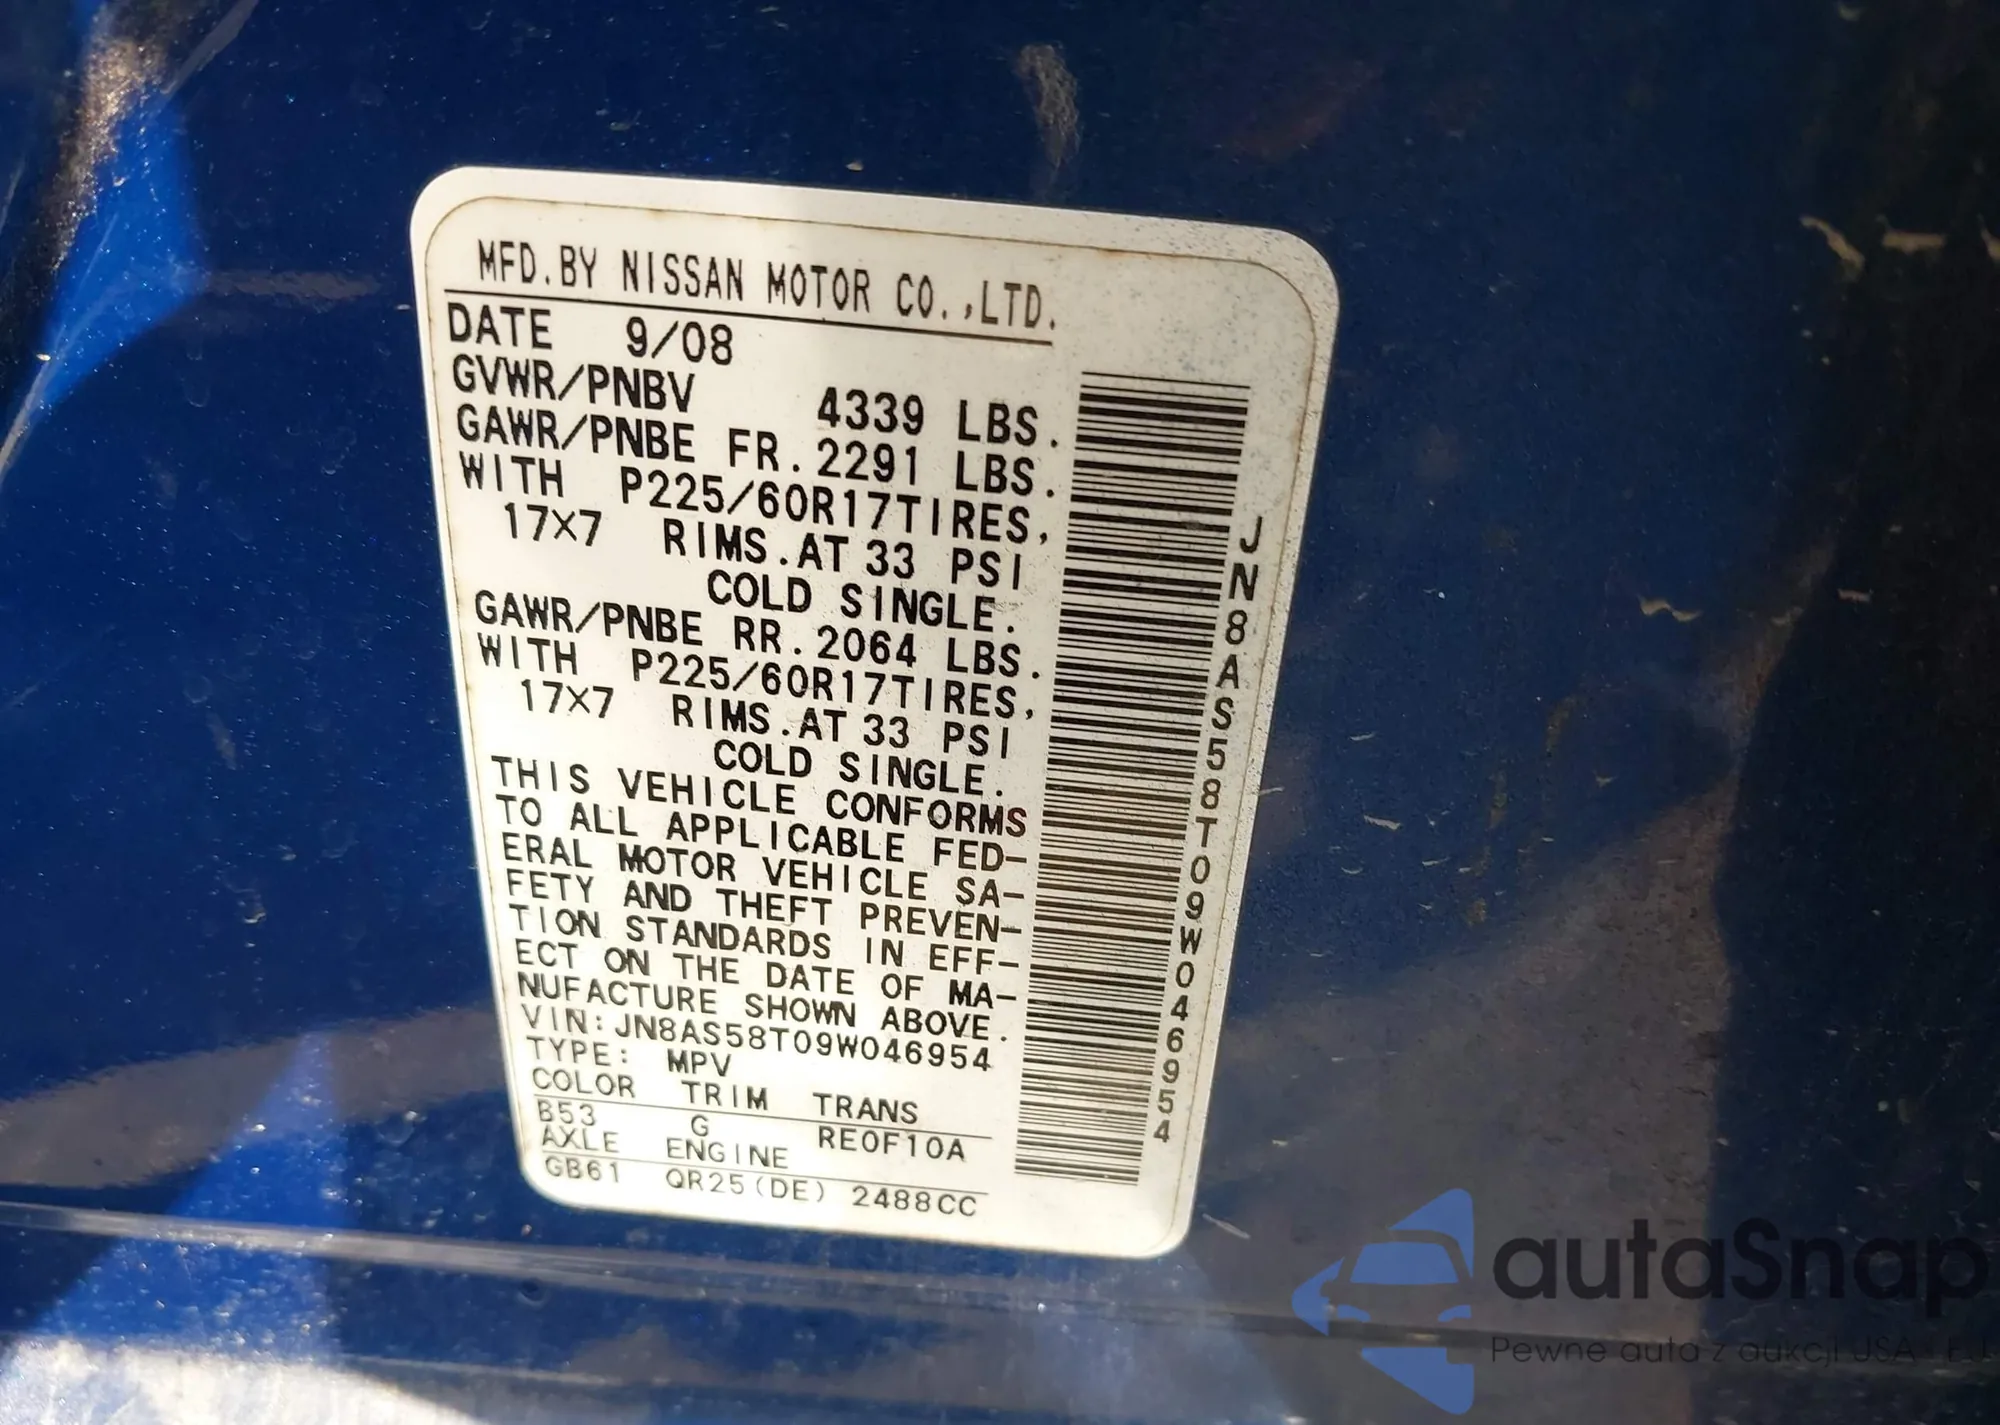 MFD.BY NISSAN MOTOR CO.,LTD.
DATE 9/08
GVWR/PNBV 4339 LBS.
GAWR/PNBE FR. 2291 LBS.
WITH P225/60R17TIRES,
17X7 RIMS.AT 33 PSI
COLD SINGLE.
GAWR/PNBE RR. 2064 LBS.
WITH P225/60R17TIRES,
17X7 RIMS.AT 33 PSI
COLD SINGLE.
THIS VEHICLE CONFORMS
TO ALL APPLICABLE FED-
ERAL MOTOR VEHICLE SA-
FETY AND THEFT PREVEN-
TION STANDARDS IN EFF-
ECT ON THE DATE OF MA-
NUFACTURE SHOWN ABOVE.
VIN:JN8AS58T09W046954
TYPE: MPV
COLOR TRIM TRANS
B53 G RE0F10A
AXLE ENGINE
GB61 QR25(DE) 2488CC
JN8AS58T09W046954
autaSnap
Pewne auta z aukcji